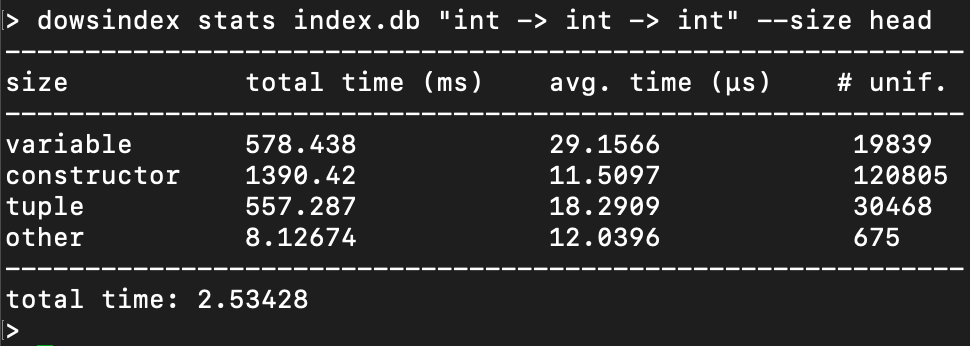 > dowsindex stats index.db "int -> int -> int" --size head
-------------------------------------------------------------
size           total time (ms)    avg. time (µs)    # unif.
-------------------------------------------------------------
variable       578.438            29.1566            19839
constructor    1390.42            11.5097            120805
tuple          557.287            18.2909            30468
other          8.12674            12.0396            675
-------------------------------------------------------------
total time: 2.53428
>